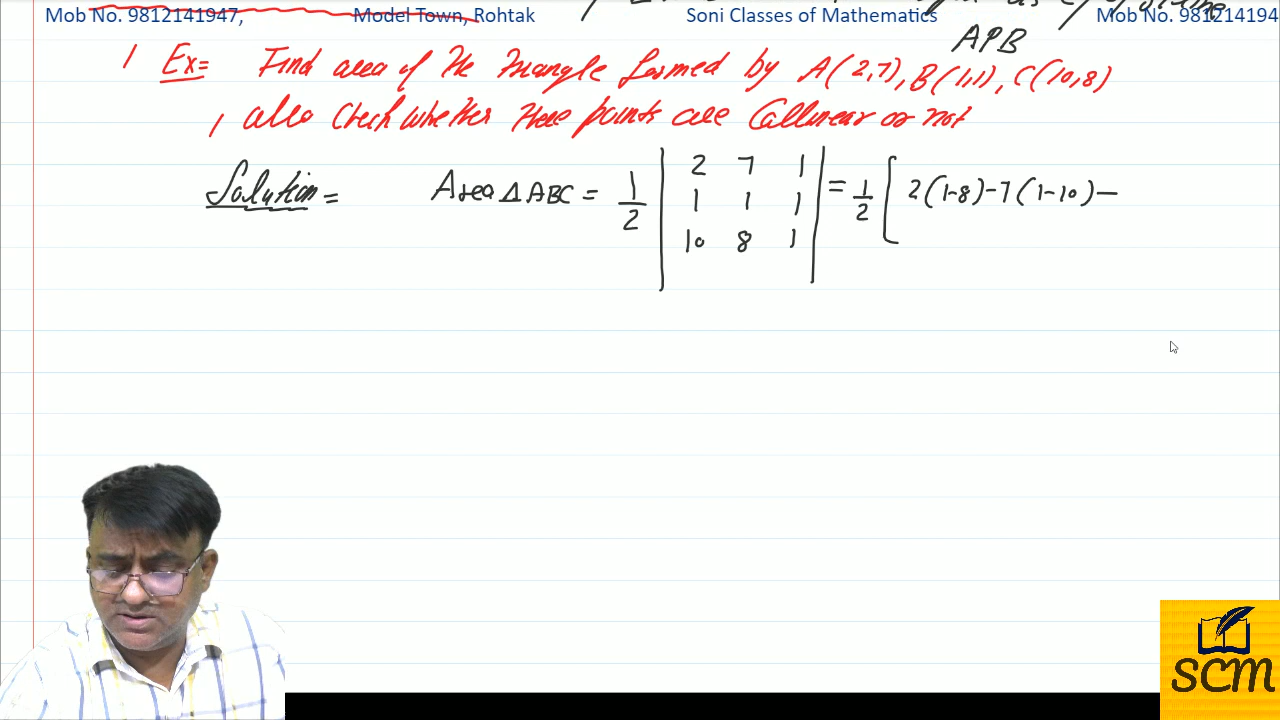 Mob No. 9812141947, Model Town, Rohtak Soni Classes of Mathematics Mob No. 981214194
APB
1 Ex= Find area of the triangle formed by A(2,7), B(1,1), C(10,8)
, also Check whether these points are Collinear or not
Solution= Area △ABC = 1/2 | 2 7 1 | = 1/2 [ 2(1-8)-7(1-10)-
1 1 1
10 8 1
SCM